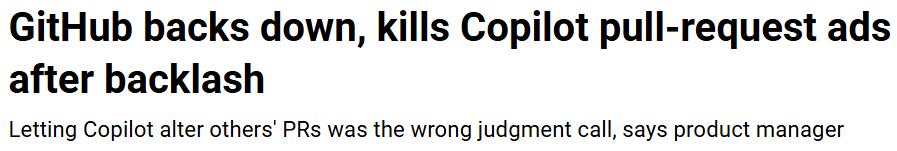 GitHub backs down, kills Copilot pull-request ads
after backlash
Letting Copilot alter others' PRs was the wrong judgment call, says product manager